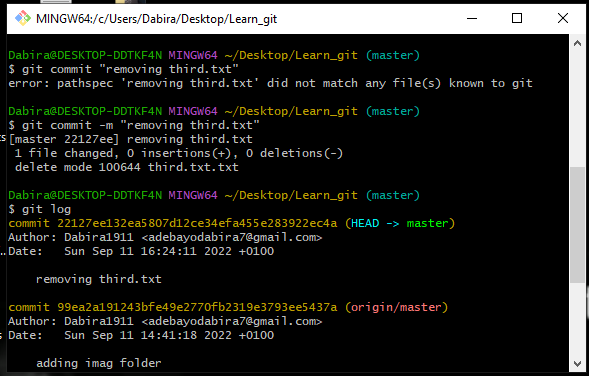 MINGW64:/c/Users/Dabira/Desktop/Learn_git
Dabira@DESKTOP-DDTKF4N MINGW64 ~/Desktop/Learn_git (master)
$ git commit "removing third.txt"
error: pathspec 'removing third.txt' did not match any file(s) known to git
Dabira@DESKTOP-DDTKF4N MINGW64 ~/Desktop/Learn_git (master)
$ git commit -m "removing third.txt"
[master 22127ee] removing third.txt
1 file changed, 0 insertions(+), 0 deletions(-)
delete mode 100644 third.txt.txt
Dabira@DESKTOP-DDTKF4N MINGW64 ~/Desktop/Learn_git (master)
$ git log
commit 22127ee132ea5807d12ce34efa455e283922ec4a (HEAD -> master)
Author: Dabira1911 <adebayodabira7@gmail.com>
Date:   Sun Sep 11 16:24:11 2022 +0100
removing third.txt
commit 99ea2a191243bfe49e2770fb2319e3793ee5437a (origin/master)
Author: Dabira1911 <adebayodabira7@gmail.com>
Date:   Sun Sep 11 14:41:18 2022 +0100
adding imag folder